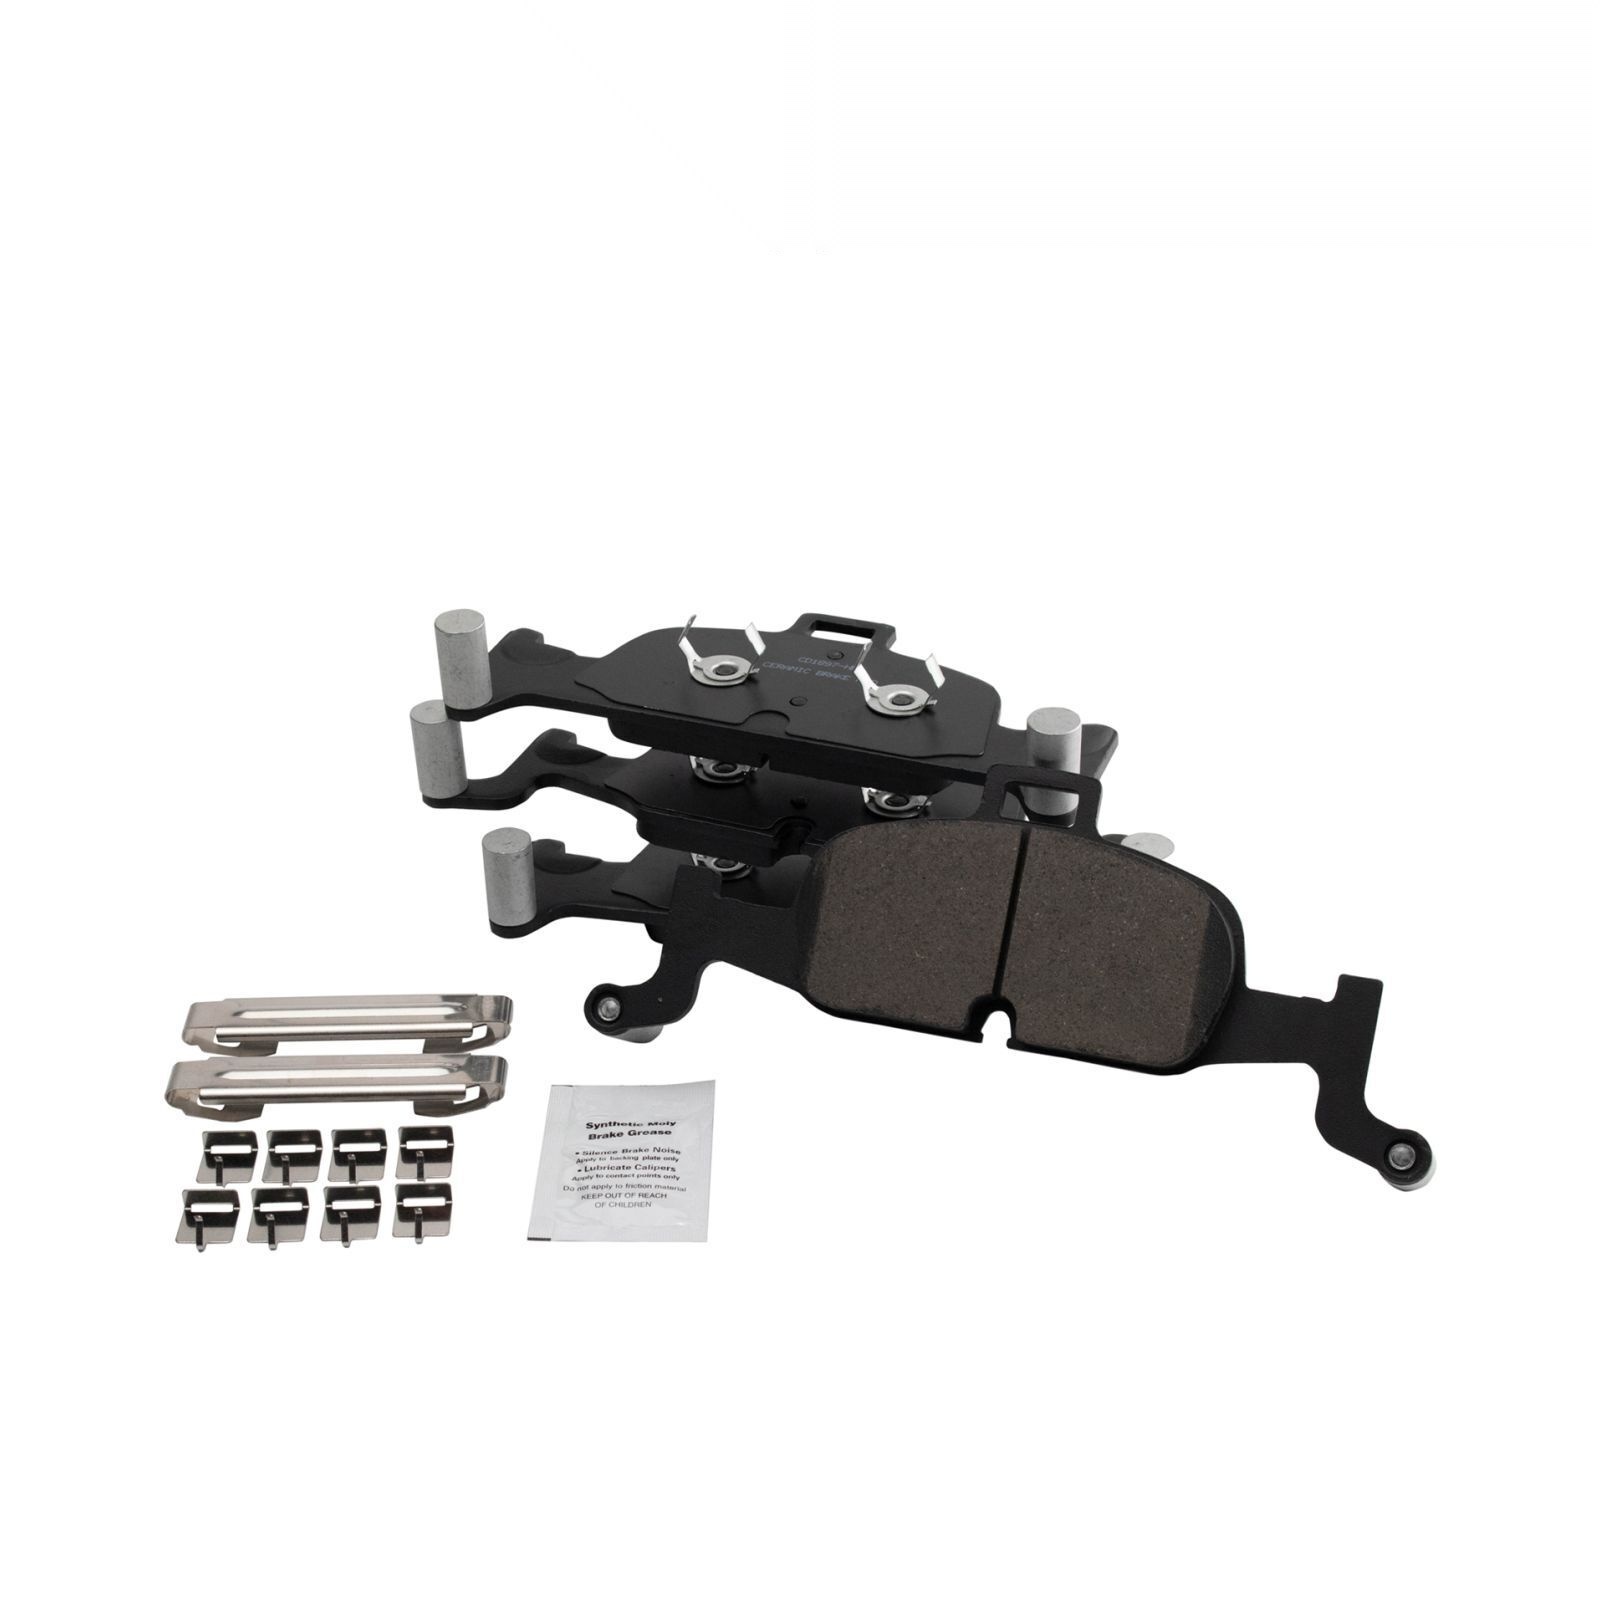 CD1897-H
CERAMIC BRAKE
Synthetic Moly
Brake Grease
• Silence Brake Noise
Apply to backing plate only
• Lubricate Calipers
Apply to contact points only
Do not apply to friction material
KEEP OUT OF REACH
OF CHILDREN